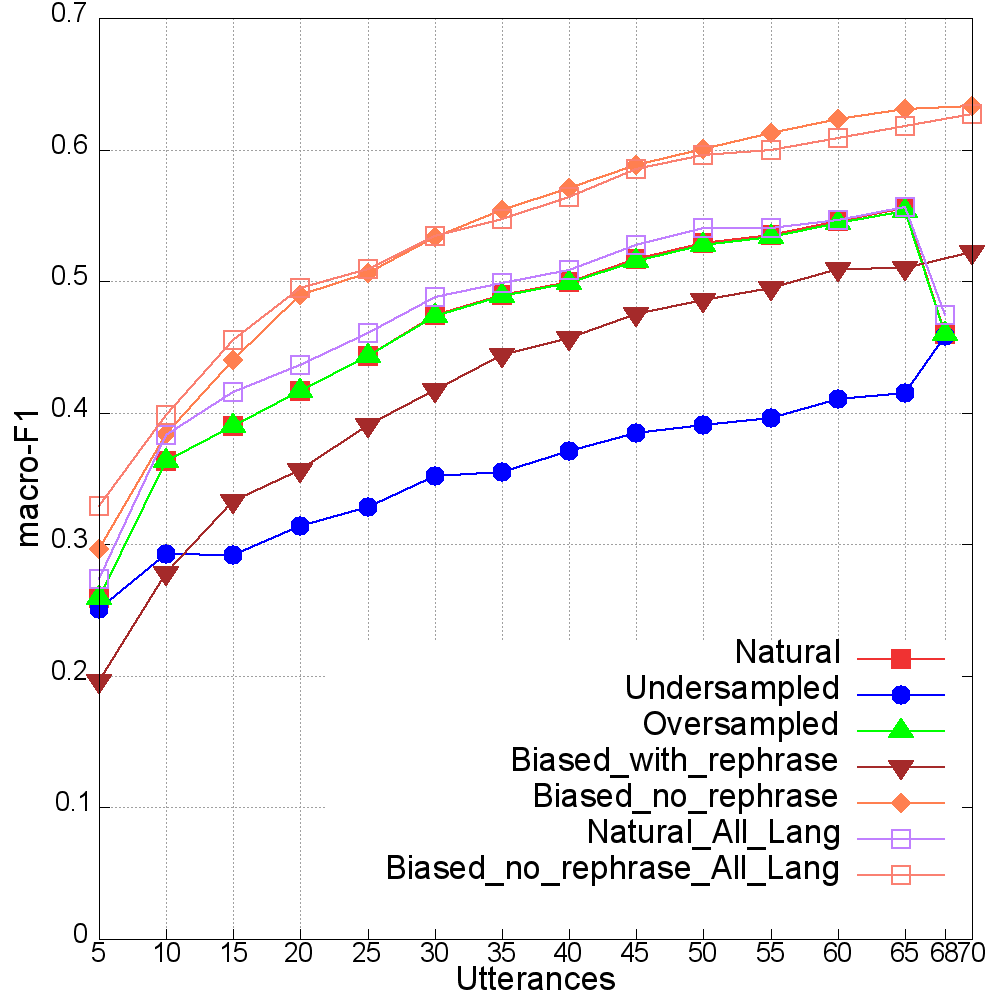 0.7
0.6
0.5
0.4
0.3
0.2
0.1
0
macro-F1
Natural
Undersampled
Oversampled
Biased_with_rephrase
Biased_no_rephrase
Natural_All_Lang
Biased_no_rephrase_All_Lang
5 10 15 20 25 30 35 40 45 50 55 60 65 68 70
Utterances